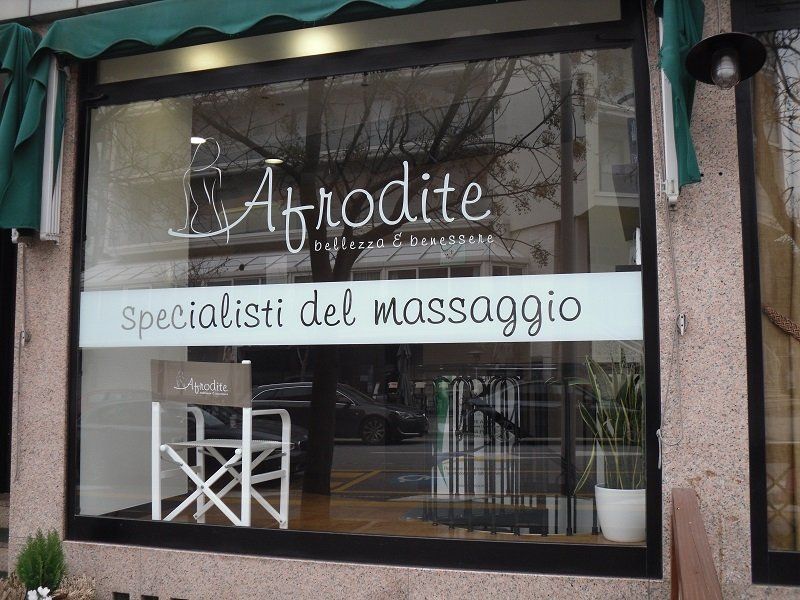 Afrodite
bellezza & benessere
specialisti del massaggio
Afrodite